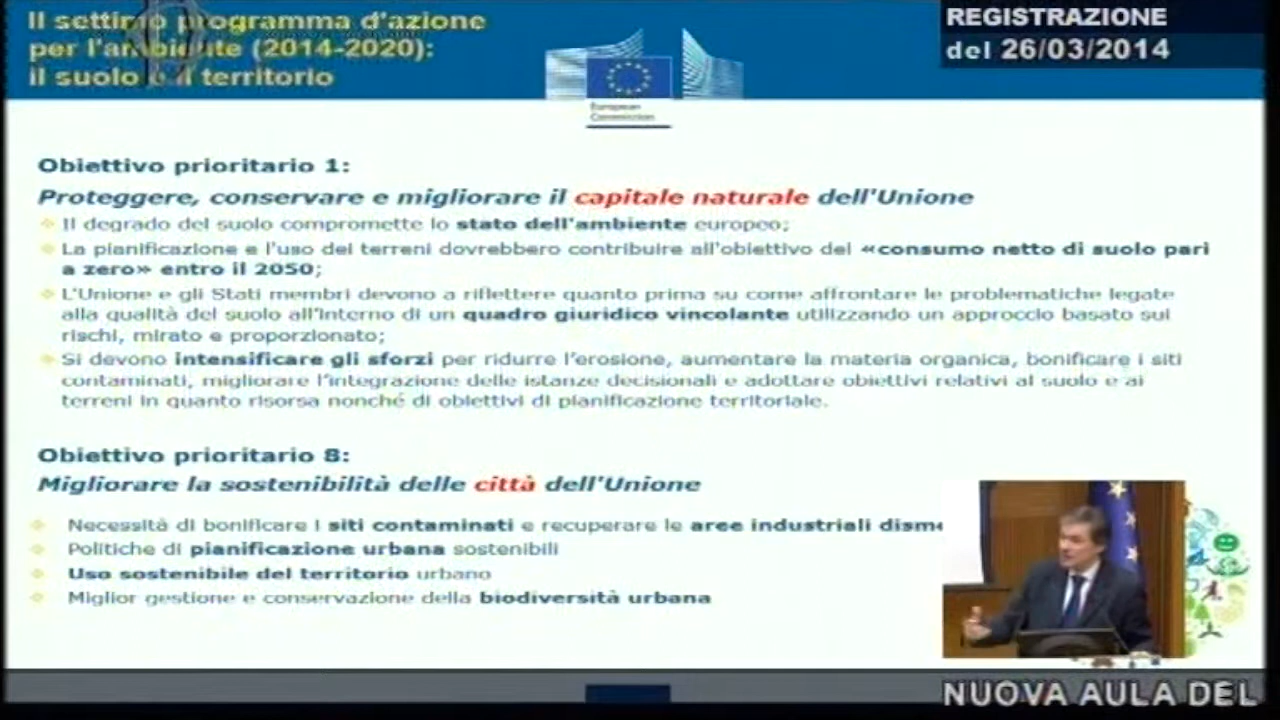 Il settimo programma d'azione
per l'ambiente (2014-2020):
il suolo e il territorio
REGISTRAZIONE
del 26/03/2014
European
Commission
Obiettivo prioritario 1:
Proteggere, conservare e migliorare il capitale naturale dell'Unione
Il degrado del suolo compromette lo stato dell'ambiente europeo;
La pianificazione e l'uso dei terreni dovrebbero contribuire all'obiettivo del «consumo netto di suolo pari
a zero» entro il 2050;
L'Unione e gli Stati membri devono a riflettere quanto prima su come affrontare le problematiche legate
alla qualità del suolo all'interno di un quadro giuridico vincolante utilizzando un approccio basato sui
rischi, mirato e proporzionato;
Si devono intensificare gli sforzi per ridurre l'erosione, aumentare la materia organica, bonificare i siti
contaminati, migliorare l'integrazione delle istanze decisionali e adottare obiettivi relativi al suolo e ai
terreni in quanto risorsa nonché di obiettivi di pianificazione territoriale.
Obiettivo prioritario 8:
Migliorare la sostenibilità delle città dell'Unione
Necessità di bonificare i siti contaminati e recuperare le aree industriali disme
Politiche di pianificazione urbana sostenibili
Uso sostenibile del territorio urbano
Miglior gestione e conservazione della biodiversità urbana
NUOVA AULA DEL